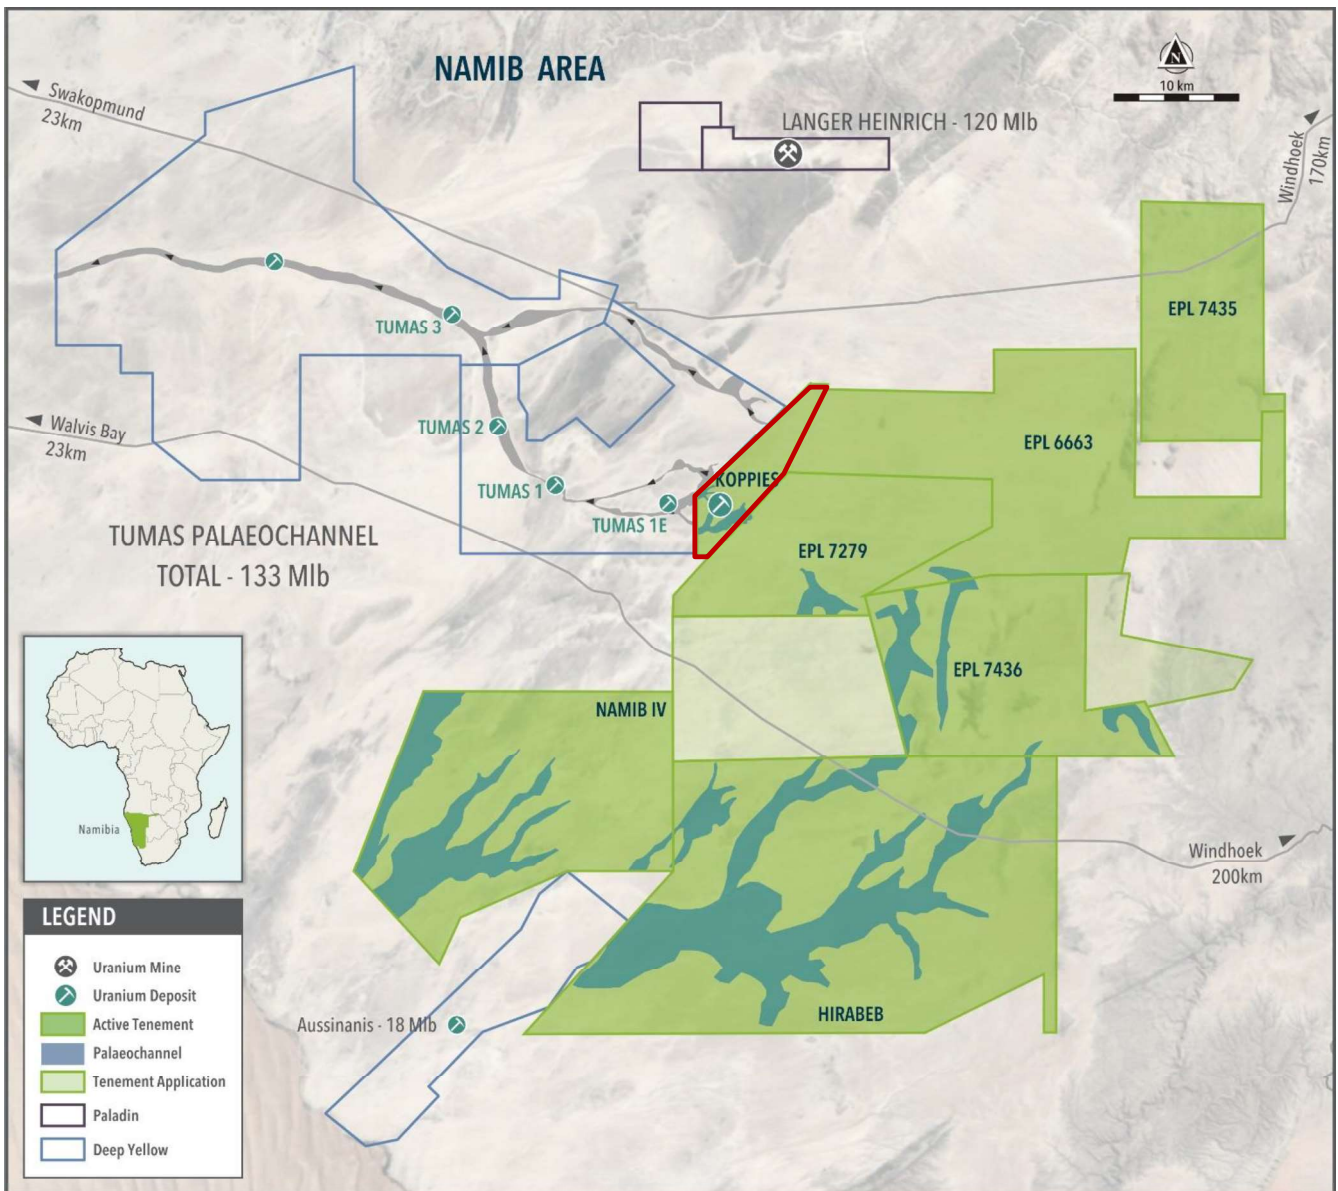 NAMIB AREA
N
10 km
Swakopmund
23km
LANGER HEINRICH - 120 Mlb
Windhoek
170km
EPL 7435
TUMAS 3
Walvis Bay
23km
TUMAS 2
EPL 6663
TUMAS 1
KOPPIES
TUMAS 1E
TUMAS PALAEOCHANNEL
TOTAL - 133 Mlb
EPL 7279
EPL 7436
NAMIB IV
Namibia
Windhoek
200km
HIRABEB
Aussinanis - 18 Mlb
LEGEND
Uranium Mine
Uranium Deposit
Active Tenement
Palaeochannel
Tenement Application
Paladin
Deep Yellow